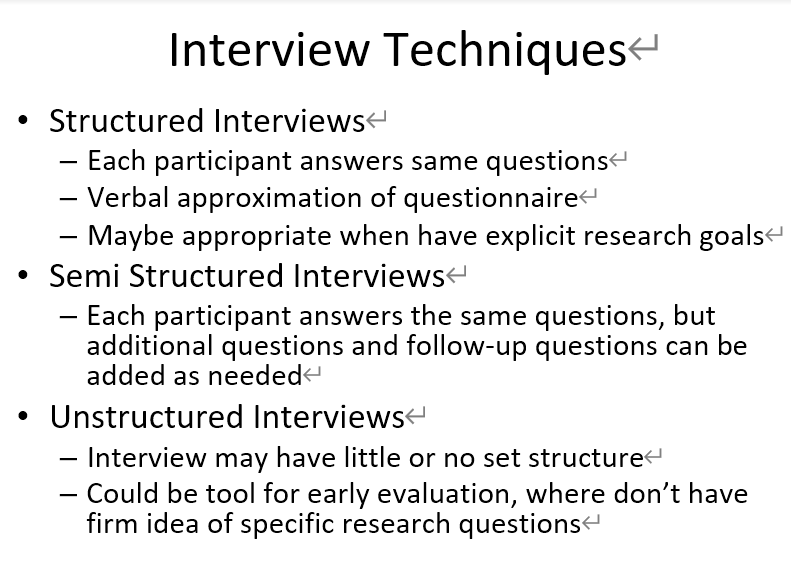 Interview Techniques↵
• Structured Interviews↵
– Each participant answers same questions↵
– Verbal approximation of questionnaire↵
– Maybe appropriate when have explicit research goals↵
• Semi Structured Interviews↵
– Each participant answers the same questions, but
additional questions and follow-up questions can be
added as needed↵
• Unstructured Interviews↵
– Interview may have little or no set structure↵
– Could be tool for early evaluation, where don’t have
firm idea of specific research questions↵